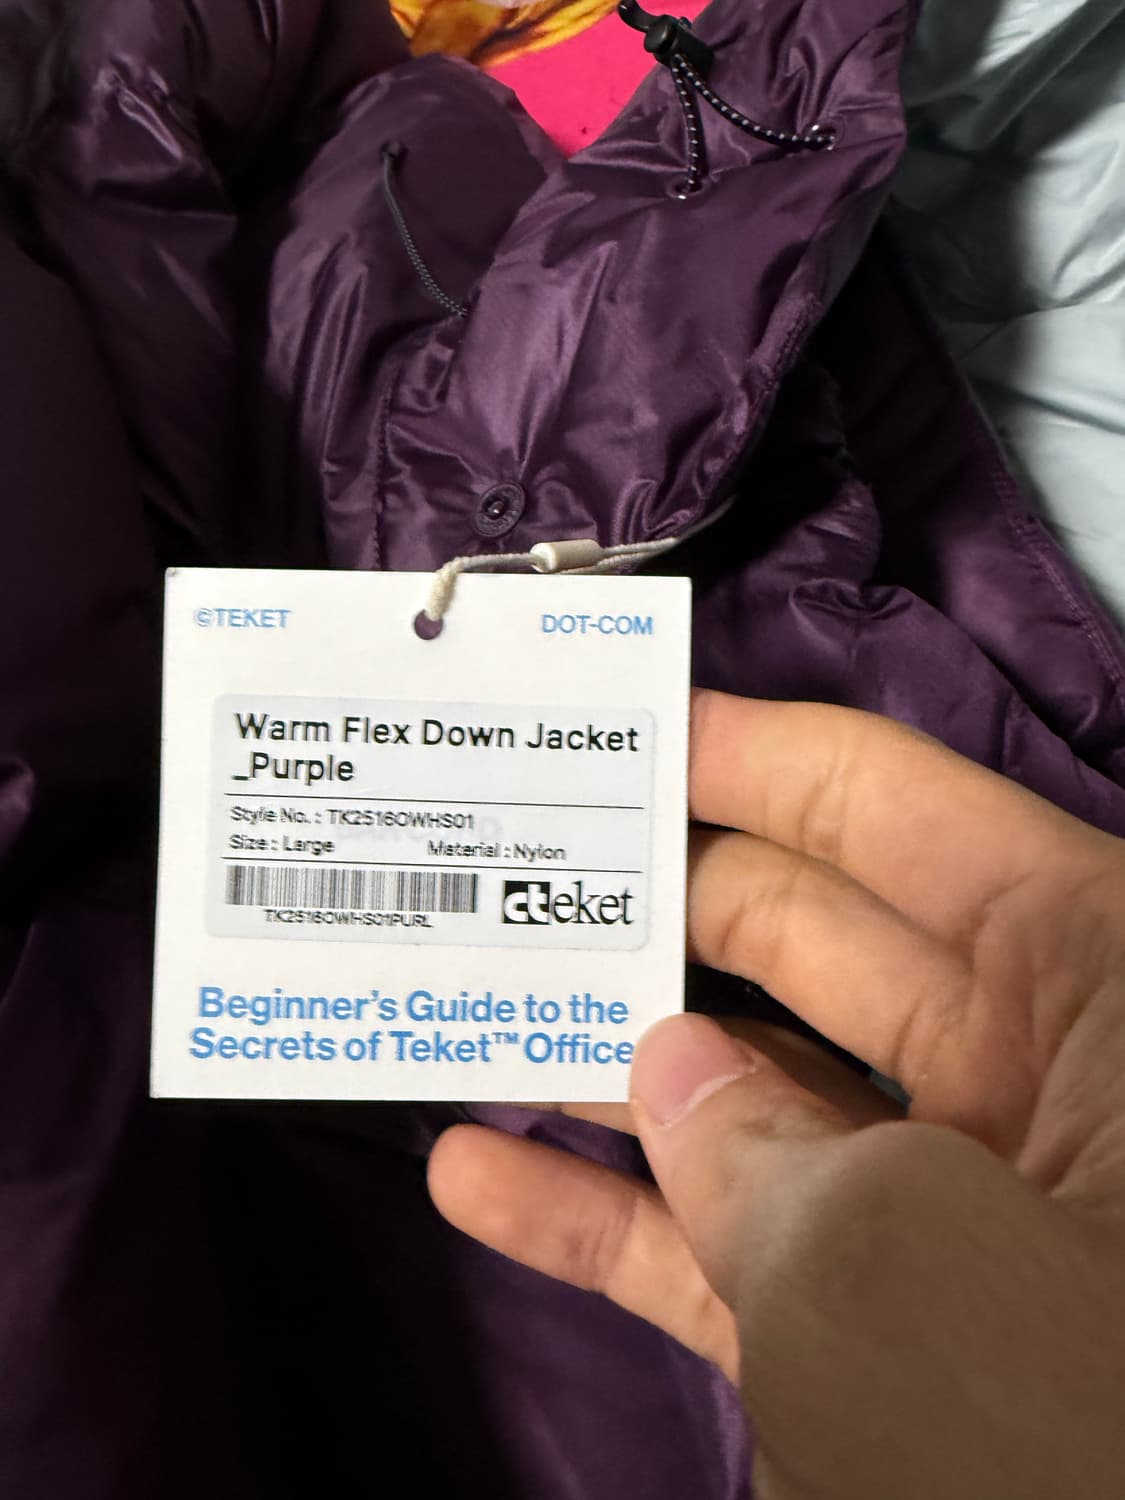 ©TEKET
DOT-COM
Warm Flex Down Jacket
_Purple
Style No. : TK2516OWHS01
Size : Large
Material : Nylon
TK2516OWHS01PURL
cteket
Beginner's Guide to the
Secrets of Teket™ Office